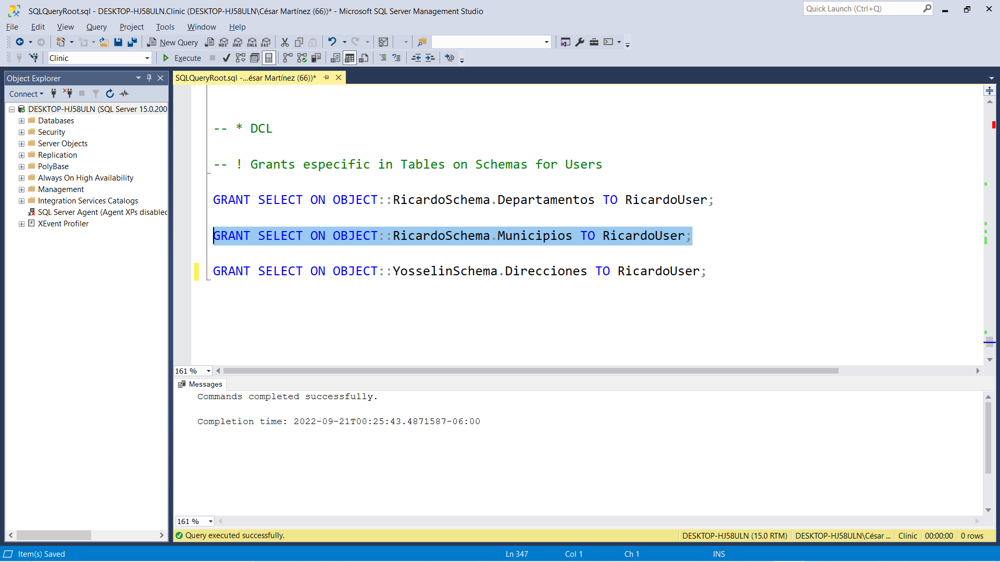 SQLQueryRoot.sql - DESKTOP-HJ58ULN.Clinic (DESKTOP-HJ58ULN\César Martínez (66))* - Microsoft SQL Server Management Studio
Quick Launch (Ctrl+Q)
File Edit View Query Project Tools Window Help
New Query MDX DMX XMLA DAX
Clinic Execute
Object Explorer
SQLQueryRoot.sql -...ésar Martínez (66))*
Connect
DESKTOP-HJ58ULN (SQL Server 15.0.200
Databases
Security
Server Objects
Replication
PolyBase
Always On High Availability
Management
Integration Services Catalogs
SQL Server Agent (Agent XPs disabled
XEvent Profiler
-- * DCL
-- ! Grants especific in Tables on Schemas for Users
GRANT SELECT ON OBJECT::RicardoSchema.Departamentos TO RicardoUser;
GRANT SELECT ON OBJECT::RicardoSchema.Municipios TO RicardoUser;
GRANT SELECT ON OBJECT::YosselinSchema.Direcciones TO RicardoUser;
161 %
Messages
Commands completed successfully.
Completion time: 2022-09-21T00:25:43.4871587-06:00
161 %
Query executed successfully. DESKTOP-HJ58ULN (15.0 RTM) DESKTOP-HJ58ULN\César ... Clinic 00:00:00 0 rows
Item(s) Saved Ln 347 Col 1 Ch 1 INS